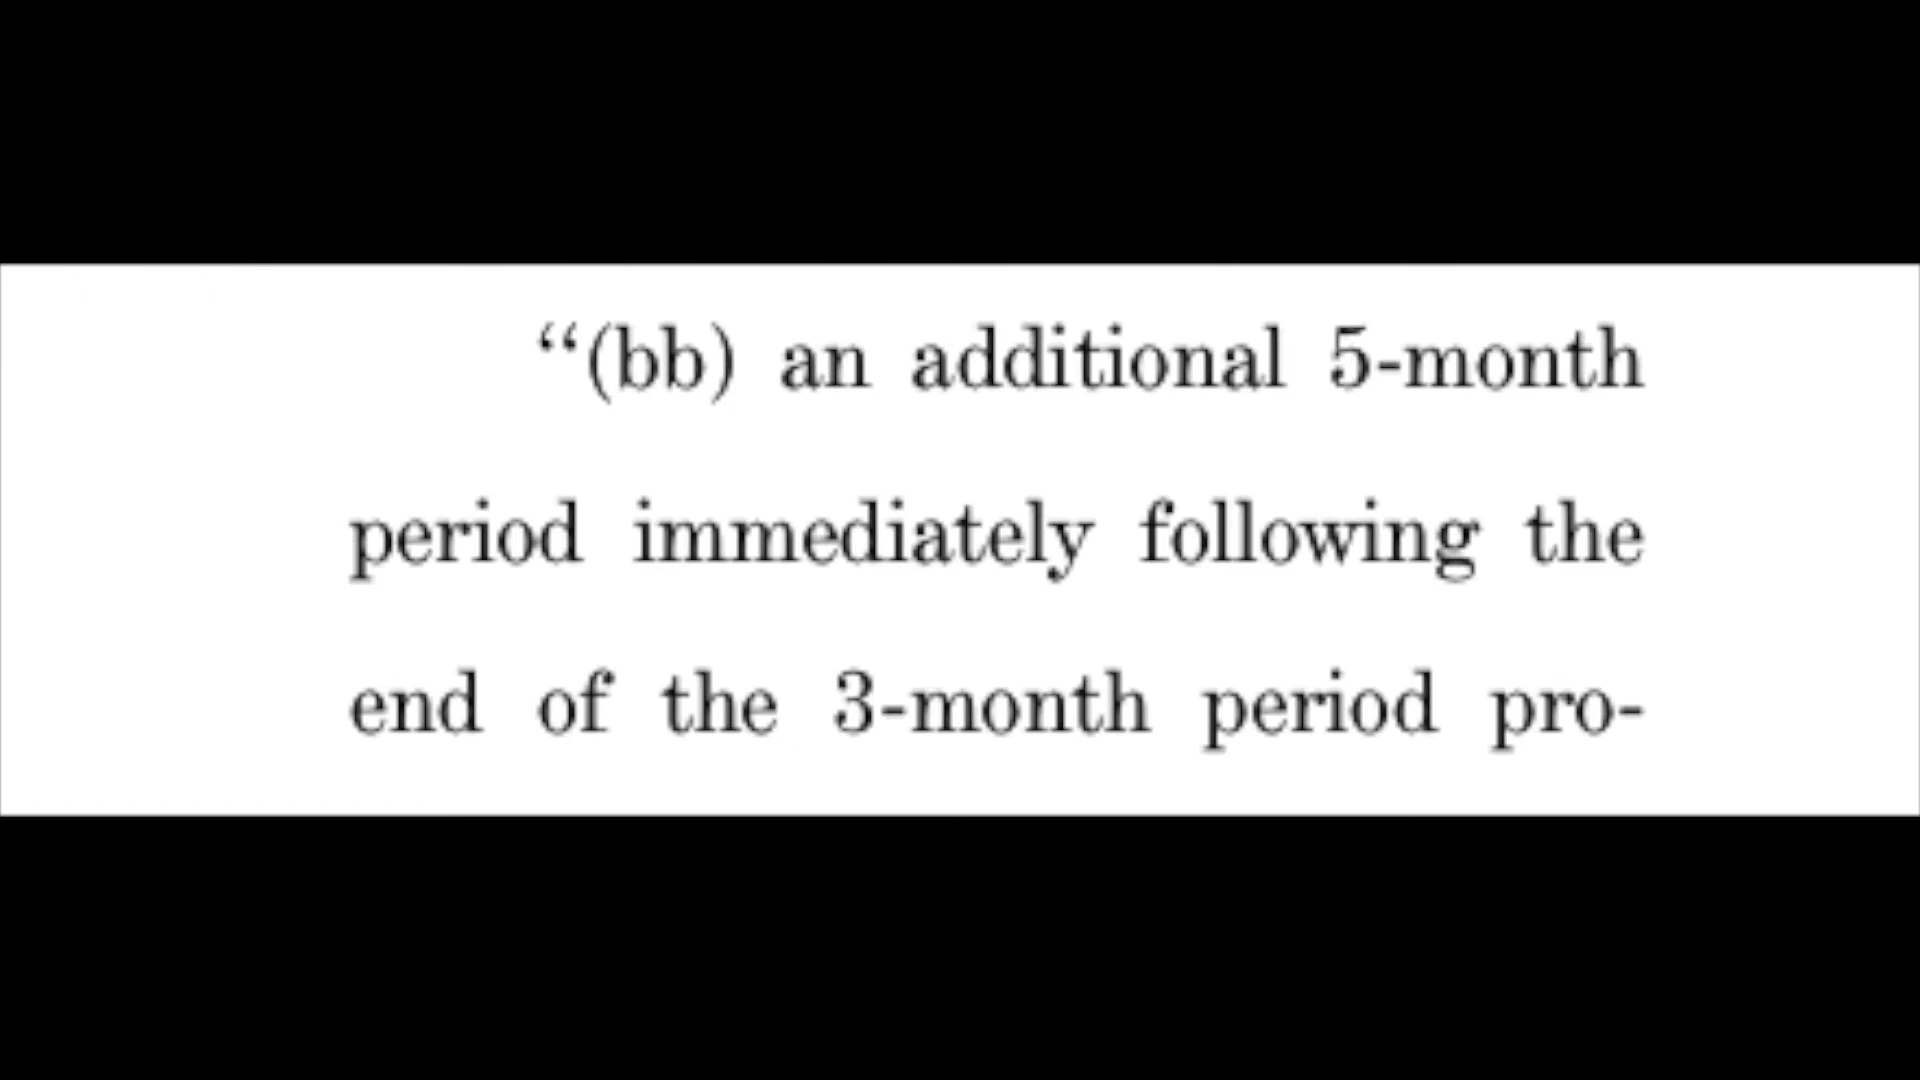 “(bb) an additional 5-month
period immediately following the
end of the 3-month period pro-